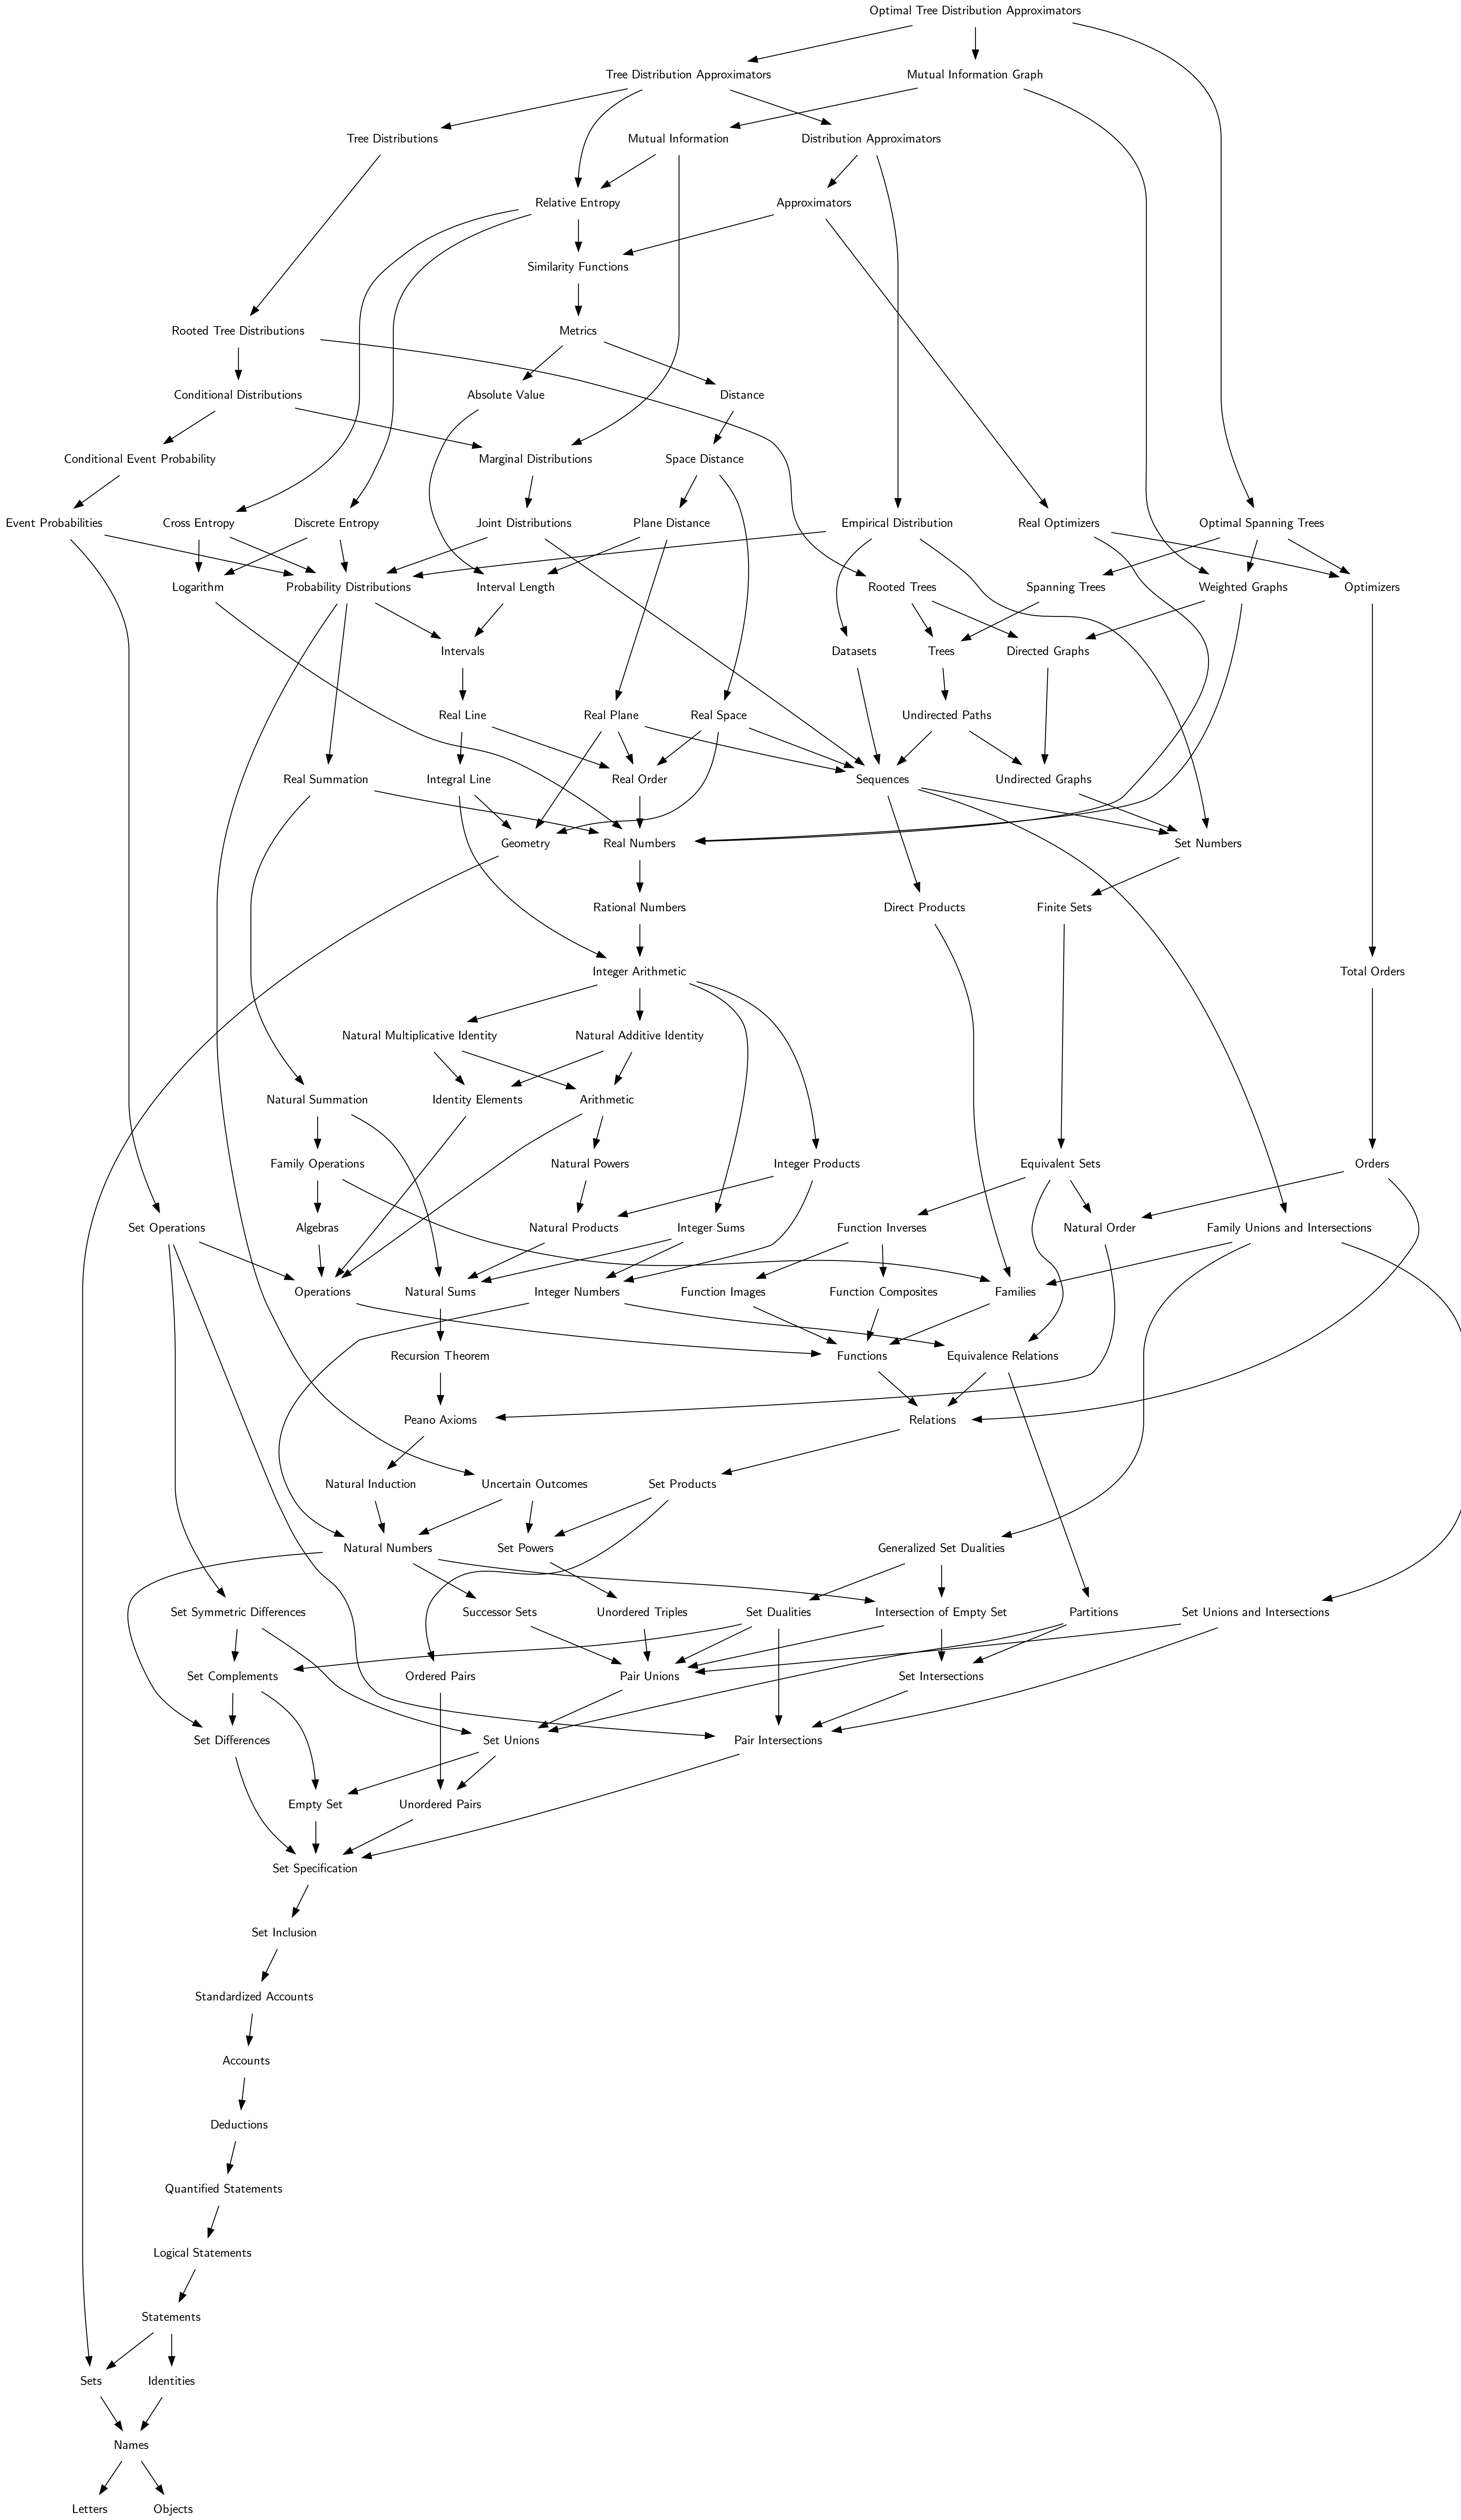 Optimal Tree Distribution Approximators
Tree Distribution Approximators
Mutual Information Graph
Tree Distributions
Mutual Information
Distribution Approximators
Relative Entropy
Approximators
Similarity Functions
Rooted Tree Distributions
Metrics
Conditional Distributions
Absolute Value
Distance
Conditional Event Probability
Marginal Distributions
Space Distance
Event Probabilities
Cross Entropy
Discrete Entropy
Joint Distributions
Plane Distance
Empirical Distribution
Real Optimizers
Optimal Spanning Trees
Logarithm
Probability Distributions
Interval Length
Rooted Trees
Spanning Trees
Weighted Graphs
Optimizers
Intervals
Datasets
Trees
Directed Graphs
Real Line
Real Plane
Real Space
Undirected Paths
Real Summation
Integral Line
Real Order
Sequences
Undirected Graphs
Geometry
Real Numbers
Set Numbers
Rational Numbers
Direct Products
Finite Sets
Integer Arithmetic
Total Orders
Natural Multiplicative Identity
Natural Additive Identity
Natural Summation
Identity Elements
Arithmetic
Family Operations
Natural Powers
Integer Products
Equivalent Sets
Orders
Set Operations
Algebras
Natural Products
Integer Sums
Function Inverses
Natural Order
Family Unions and Intersections
Operations
Natural Sums
Integer Numbers
Function Images
Function Composites
Families
Recursion Theorem
Functions
Equivalence Relations
Peano Axioms
Relations
Natural Induction
Uncertain Outcomes
Set Products
Natural Numbers
Set Powers
Generalized Set Dualities
Set Symmetric Differences
Successor Sets
Unordered Triples
Set Dualities
Intersection of Empty Set
Partitions
Set Unions and Intersections
Set Complements
Ordered Pairs
Pair Unions
Set Intersections
Set Differences
Set Unions
Pair Intersections
Empty Set
Unordered Pairs
Set Specification
Set Inclusion
Standardized Accounts
Accounts
Deductions
Quantified Statements
Logical Statements
Statements
Sets
Identities
Names
Letters
Objects